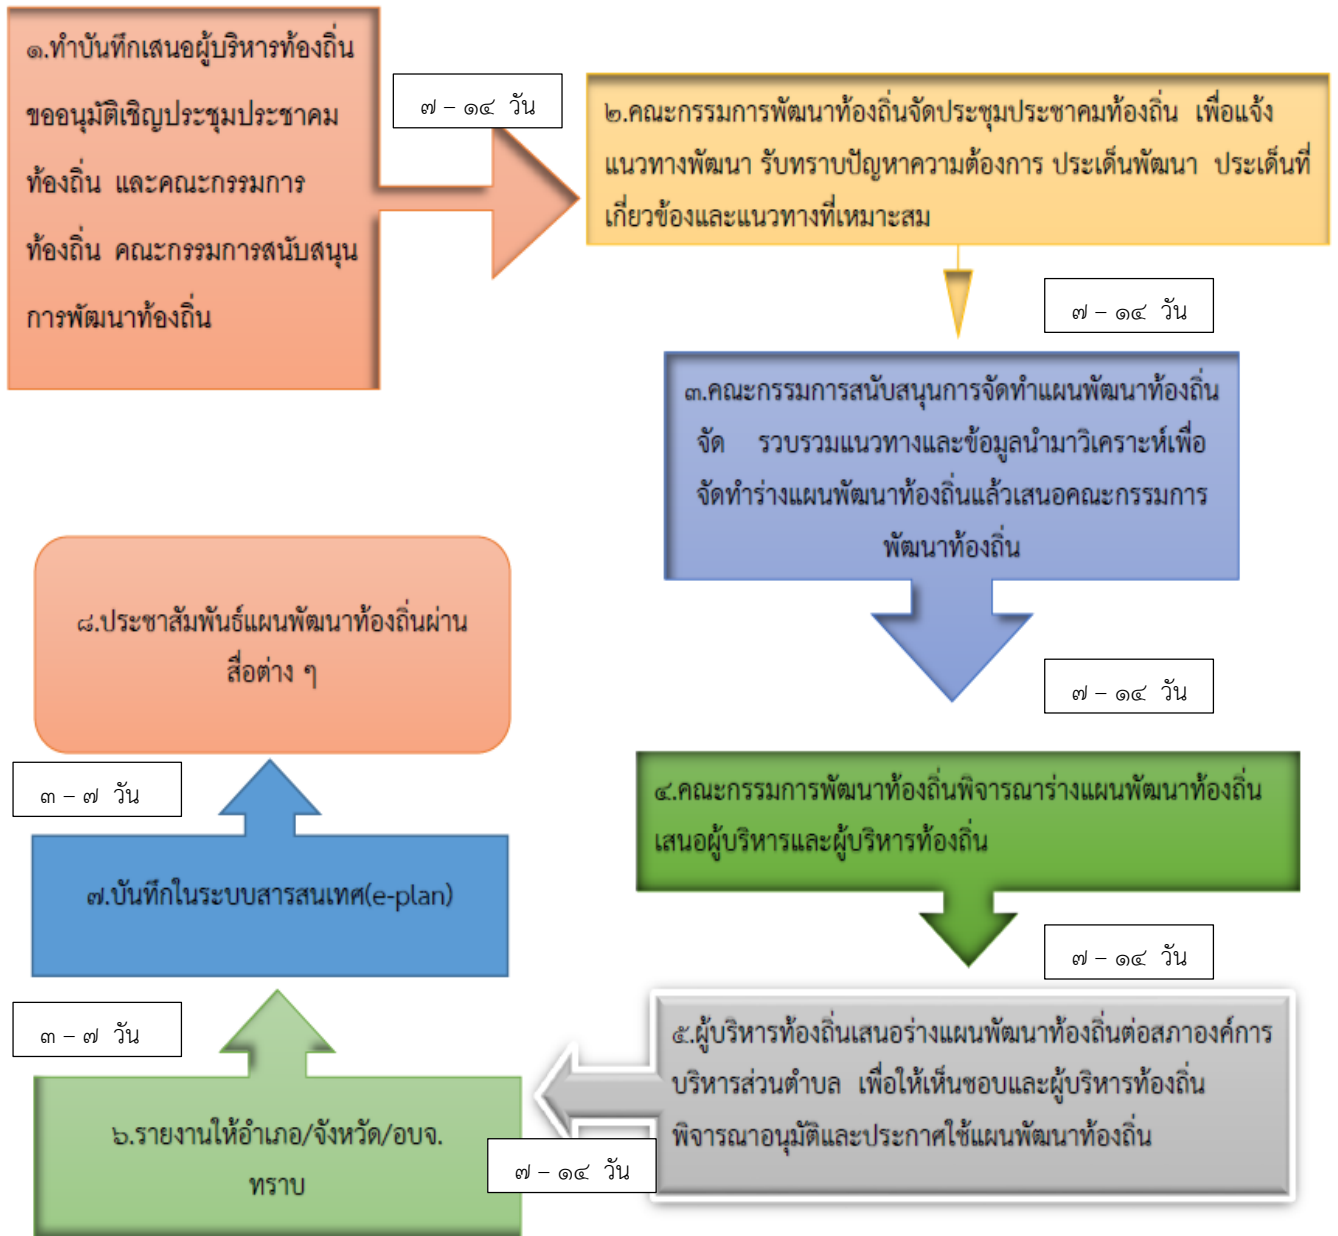 ๑.ทำบันทึกเสนอผู้บริหารท้องถิ่น
ขออนุมัติเชิญประชุมประชาคม
ท้องถิ่น และคณะกรรมการ
ท้องถิ่น คณะกรรมการสนับสนุน
การพัฒนาท้องถิ่น
๗ – ๑๔ วัน
๒.คณะกรรมการพัฒนาท้องถิ่นจัดประชุมประชาคมท้องถิ่น เพื่อแจ้ง
แนวทางพัฒนา รับทราบปัญหาความต้องการ ประเด็นพัฒนา ประเด็นที่
เกี่ยวข้องและแนวทางที่เหมาะสม
๗ – ๑๔ วัน
๓.คณะกรรมการสนับสนุนการจัดทำแผนพัฒนาท้องถิ่น
จัด รวบรวมแนวทางและข้อมูลนำมาวิเคราะห์เพื่อ
จัดทำร่างแผนพัฒนาท้องถิ่นแล้วเสนอคณะกรรมการ
พัฒนาท้องถิ่น
๗ – ๑๔ วัน
๔.คณะกรรมการพัฒนาท้องถิ่นพิจารณาร่างแผนพัฒนาท้องถิ่น
เสนอผู้บริหารและผู้บริหารท้องถิ่น
๗ – ๑๔ วัน
๕.ผู้บริหารท้องถิ่นเสนอร่างแผนพัฒนาท้องถิ่นต่อสภาองค์การ
บริหารส่วนตำบล เพื่อให้เห็นชอบและผู้บริหารท้องถิ่น
พิจารณาอนุมัติและประกาศใช้แผนพัฒนาท้องถิ่น
๗ – ๑๔ วัน
๖.รายงานให้อำเภอ/จังหวัด/อบจ.
ทราบ
๓ – ๗ วัน
๗.บันทึกในระบบสารสนเทศ(e-plan)
๓ – ๗ วัน
๘.ประชาสัมพันธ์แผนพัฒนาท้องถิ่นผ่าน
สื่อต่าง ๆ